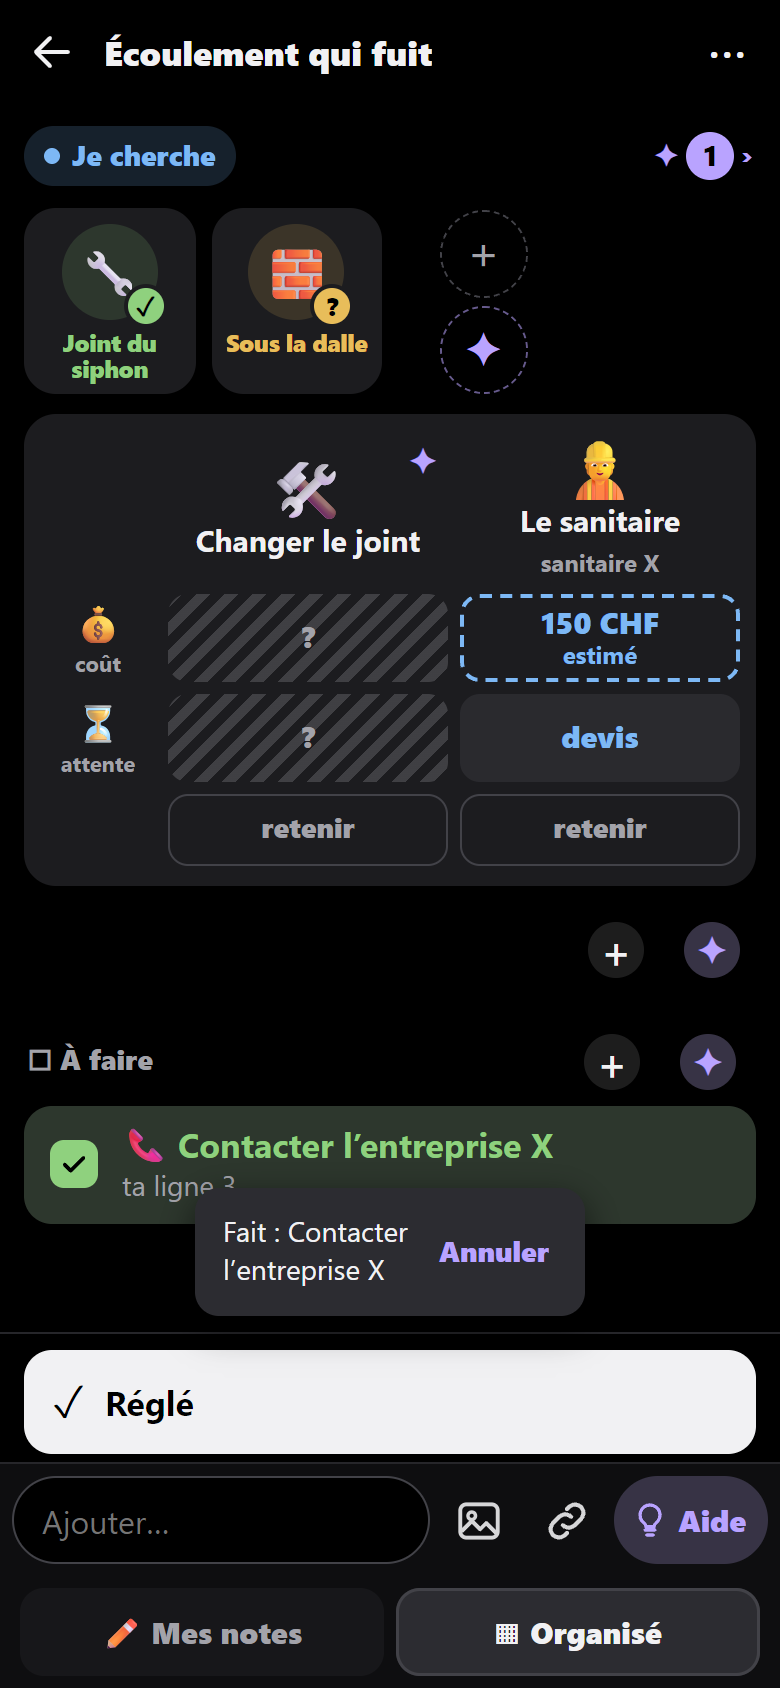 Écoulement qui fuit
Je cherche
1
Joint du
siphon
?
Sous la dalle
Changer le joint
Le sanitaire
sanitaire X
coût
?
150 CHF
estimé
attente
?
devis
retenir
retenir
À faire
Contacter l’entreprise X
ta ligne 3
Fait : Contacter
l’entreprise X
Annuler
Réglé
Ajouter…
Aide
Mes notes
Organisé